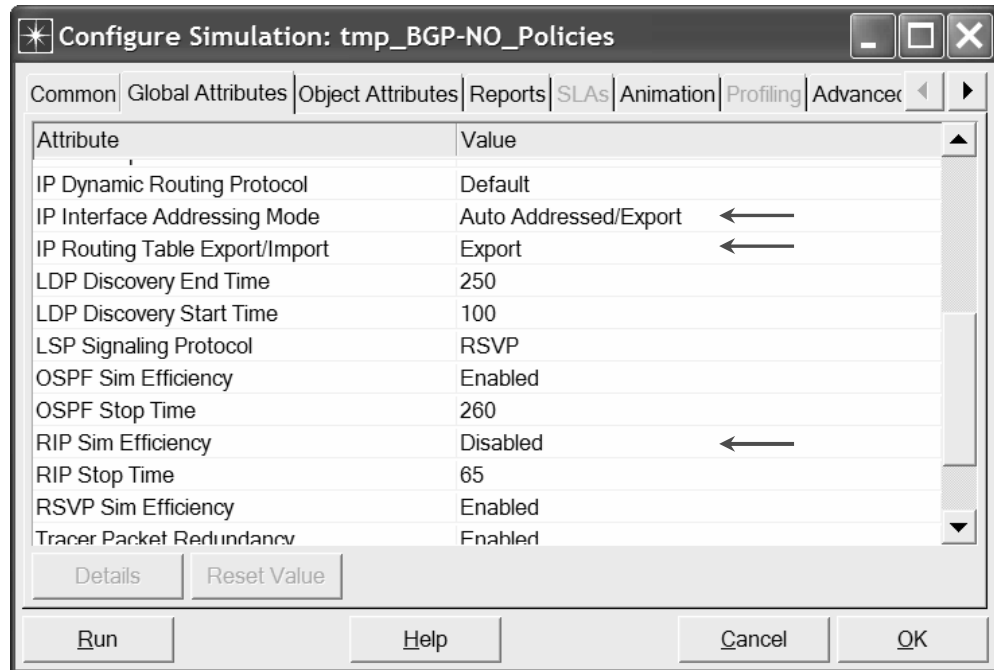 Configure Simulation: tmp_BGP-NO_Policies
Common Global Attributes Object Attributes Reports SLAs Animation Profiling Advanced
Attribute Value
IP Dynamic Routing Protocol Default
IP Interface Addressing Mode Auto Addressed/Export
IP Routing Table Export/Import Export
LDP Discovery End Time 250
LDP Discovery Start Time 100
LSP Signaling Protocol RSVP
OSPF Sim Efficiency Enabled
OSPF Stop Time 260
RIP Sim Efficiency Disabled
RIP Stop Time 65
RSVP Sim Efficiency Enabled
Tracer Packet Redundancy Enabled
Details Reset Value
Run Help Cancel OK